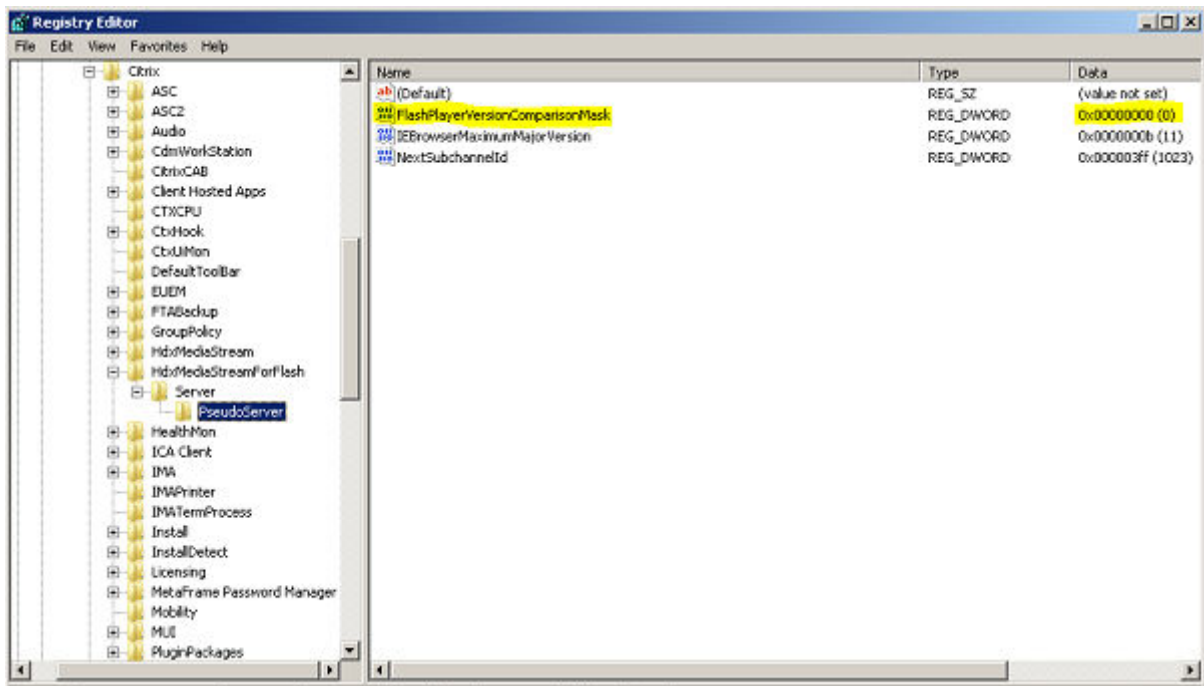 Registry Editor
File Edit View Favorites Help
Citrix
ASC
ASC2
Audio
CdmWorkStation
CitrixCAB
Client Hosted Apps
CTXCPU
CtxHook
CtxUiMon
DefaultToolBar
EUEM
FTABackup
GroupPolicy
HdxMediaStream
HdxMediaStreamForFlash
Server
PseudoServer
HealthMon
ICA Client
IMA
IMAPrinter
IMATermProcess
Install
InstallDetect
Licensing
MetaFrame Password Manager
Mobility
MUI
PluginPackages
Name Type Data
(Default) REG_SZ (value not set)
FlashPlayerVersionComparisonMask REG_DWORD 0x00000000 (0)
IEBrowserMaximumMajorVersion REG_DWORD 0x0000000b (11)
NextSubchannelId REG_DWORD 0x000003ff (1023)